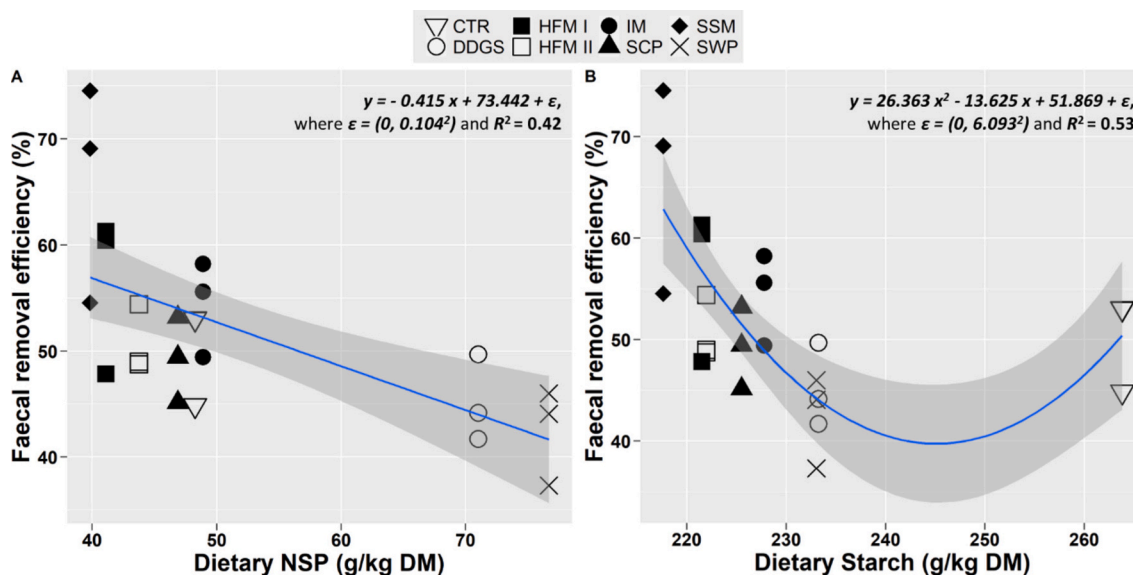 CTR HFM I IM SSM
DDGS HFM II SCP SWP
A
y = - 0.415 x + 73.442 + ε,
where ε = (0, 0.104²) and R² = 0.42
Faecal removal efficiency (%)
70
60
50
40
40 50 60 70
Dietary NSP (g/kg DM)
B
y = 26.363 x² - 13.625 x + 51.869 + ε,
where ε = (0, 6.093²) and R² = 0.53
Faecal removal efficiency (%)
70
60
50
40
220 230 240 250 260
Dietary Starch (g/kg DM)